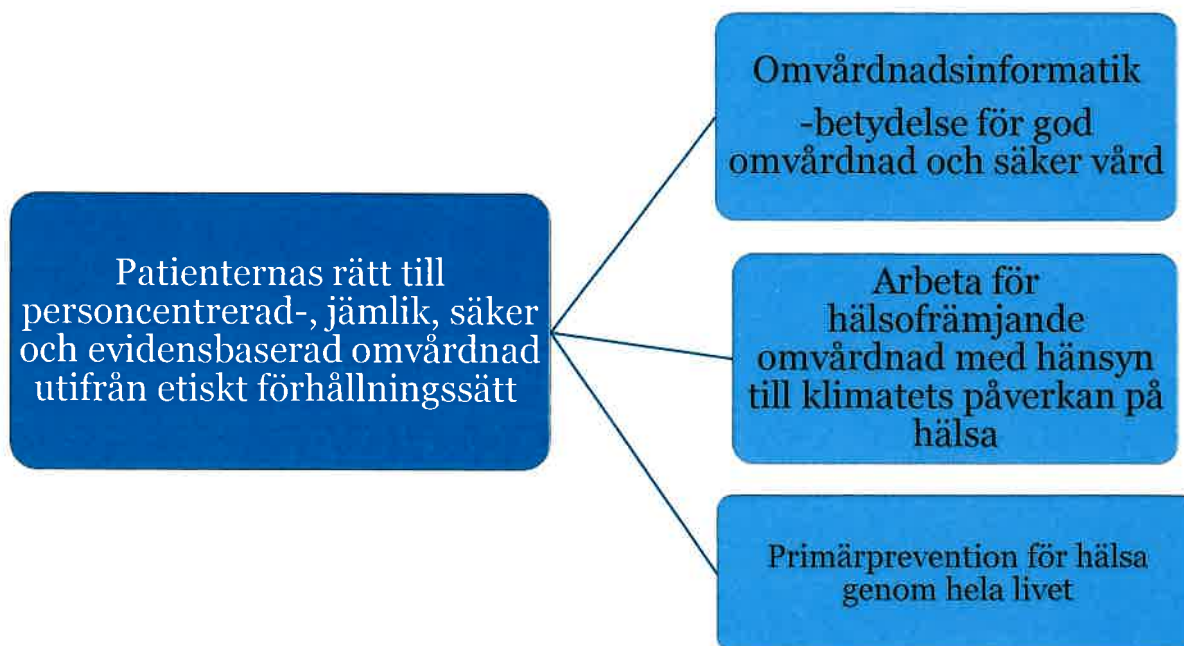 Patienternas rätt till
personcentrerad-, jämlik, säker
och evidensbaserad omvårdnad
utifrån etiskt förhållningssätt
Omvårdnadsinformatik
-betydelse för god
omvårdnad och säker vård
Arbeta för
hälsofrämjande
omvårdnad med hänsyn
till klimatets påverkan på
hälsa
Primärprevention för hälsa
genom hela livet